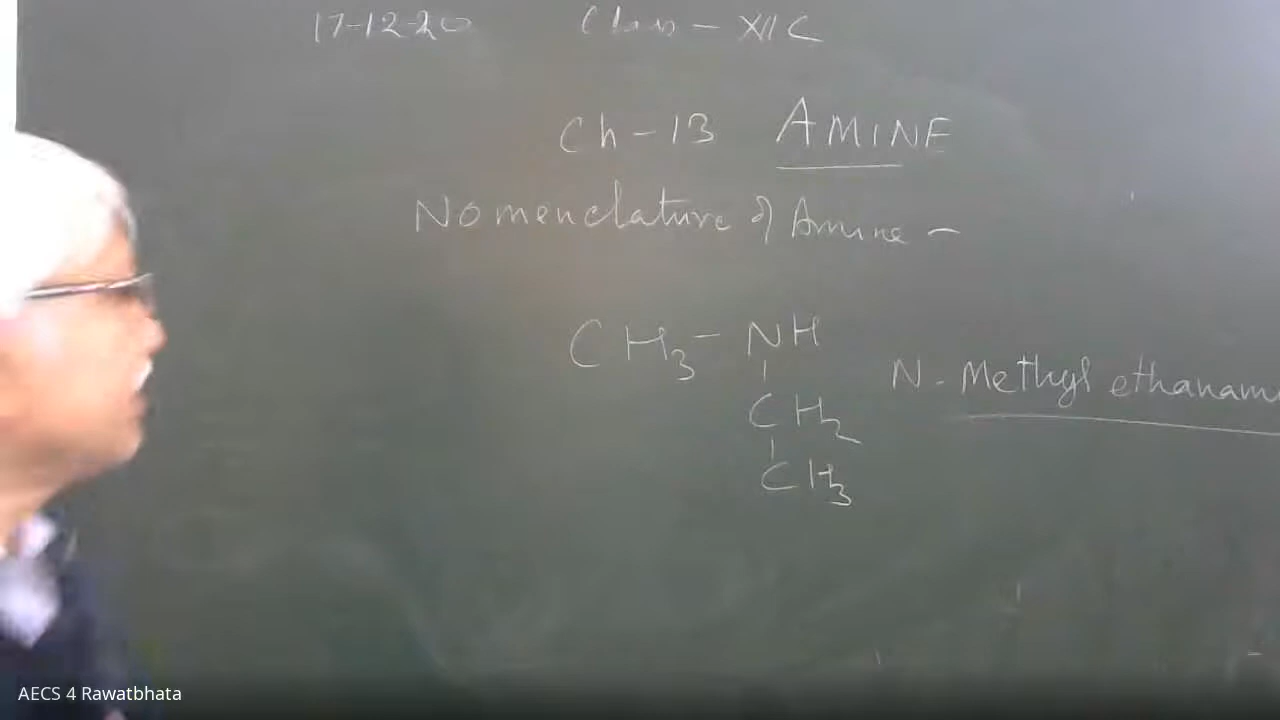 17-12-20 Class - XII C
Ch-13 AMINE
Nomenclature of Amine -
CH3- NH
N-Methyl ethanam
CH2
CH3
AECS 4 Rawatbhata